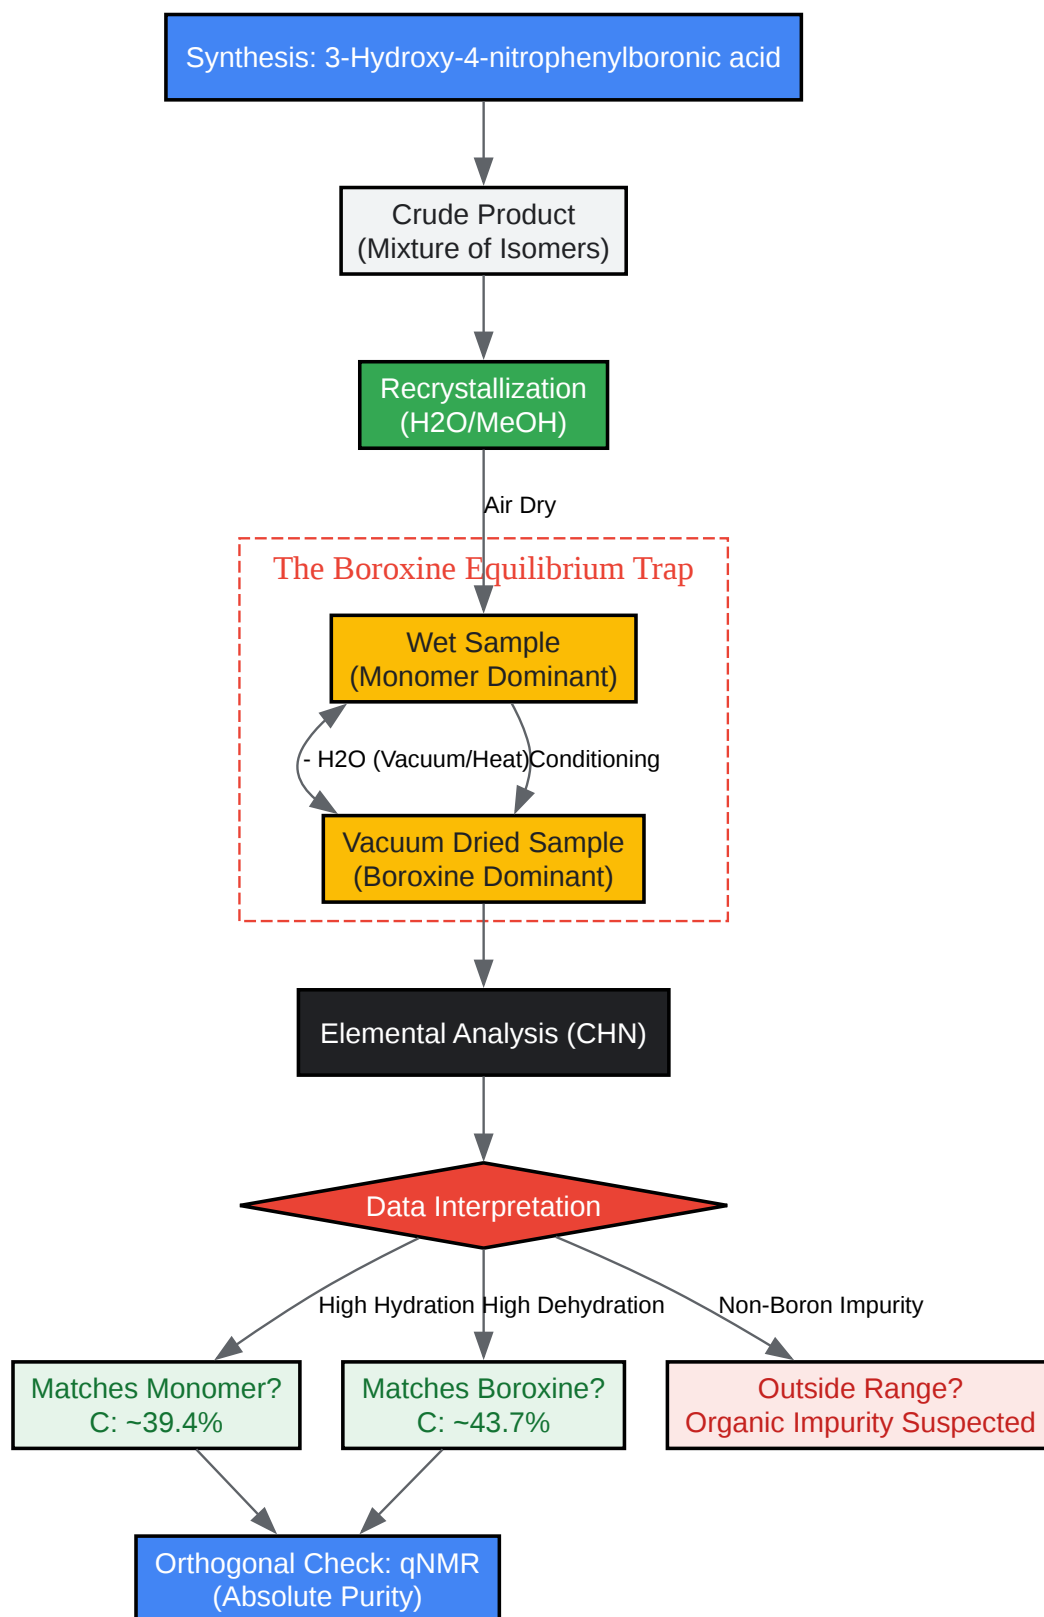 Synthesis: 3-Hydroxy-4-nitrophenylboronic acid
Crude Product
(Mixture of Isomers)
Recrystallization
(H2O/MeOH)
Air Dry
The Boroxine Equilibrium Trap
Wet Sample
(Monomer Dominant)
- H2O (Vacuum/Heat)
Conditioning
Vacuum Dried Sample
(Boroxine Dominant)
Elemental Analysis (CHN)
Data Interpretation
High Hydration
High Dehydration
Non-Boron Impurity
Matches Monomer?
C: ~39.4%
Matches Boroxine?
C: ~43.7%
Outside Range?
Organic Impurity Suspected
Orthogonal Check: qNMR
(Absolute Purity)